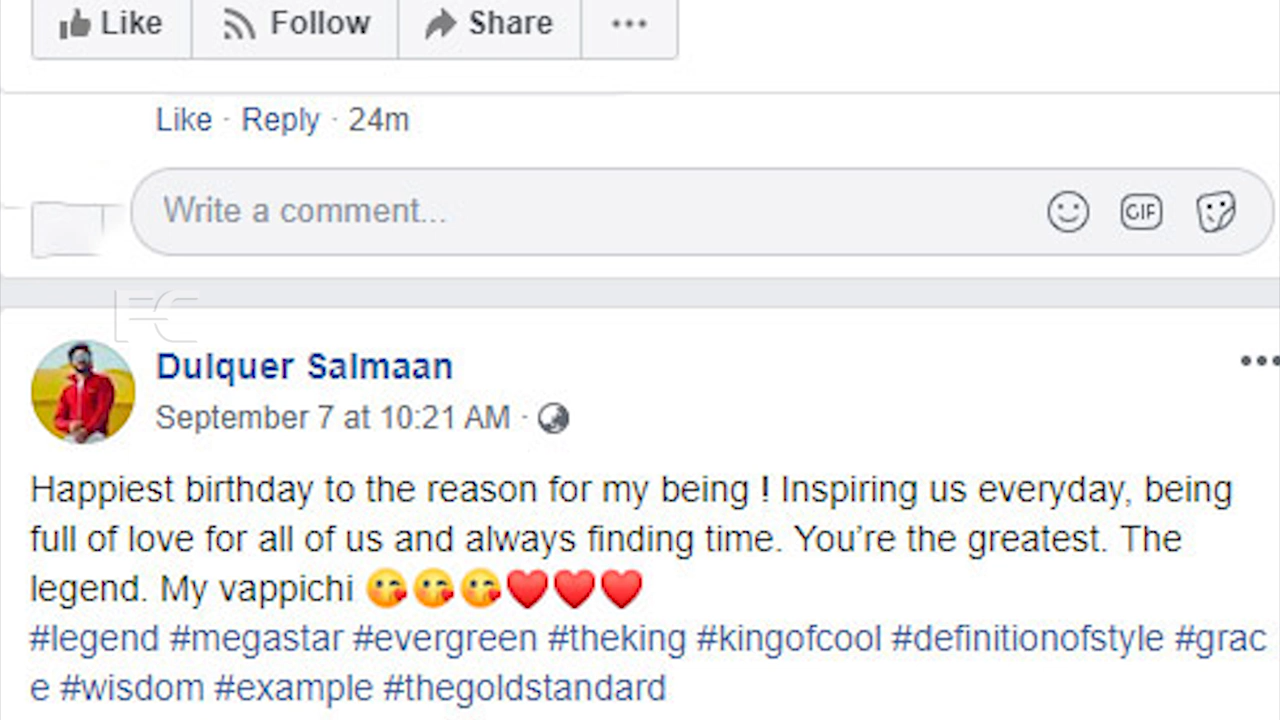 Like Follow Share ...
Like · Reply · 24m
Write a comment... GIF
FC
Dulquer Salmaan
September 7 at 10:21 AM ·
Happiest birthday to the reason for my being ! Inspiring us everyday, being
full of love for all of us and always finding time. You’re the greatest. The
legend. My vappichi 😋😋😋❤️❤️❤️
#legend #megastar #evergreen #theking #kingofcool #definitionofstyle #grac
e #wisdom #example #thegoldstandard